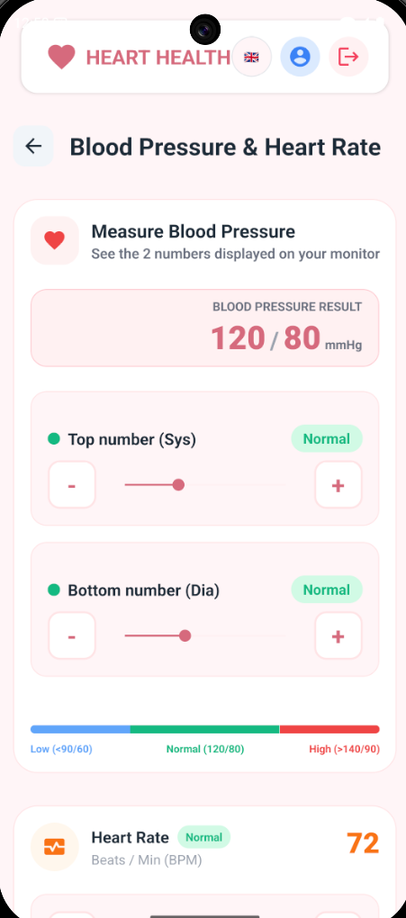 HEART HEALTH
Blood Pressure & Heart Rate
Measure Blood Pressure
See the 2 numbers displayed on your monitor
BLOOD PRESSURE RESULT
120 / 80 mmHg
Top number (Sys) Normal
- +
Bottom number (Dia) Normal
- +
Low (<90/60) Normal (120/80) High (>140/90)
Heart Rate Normal 72
Beats / Min (BPM)